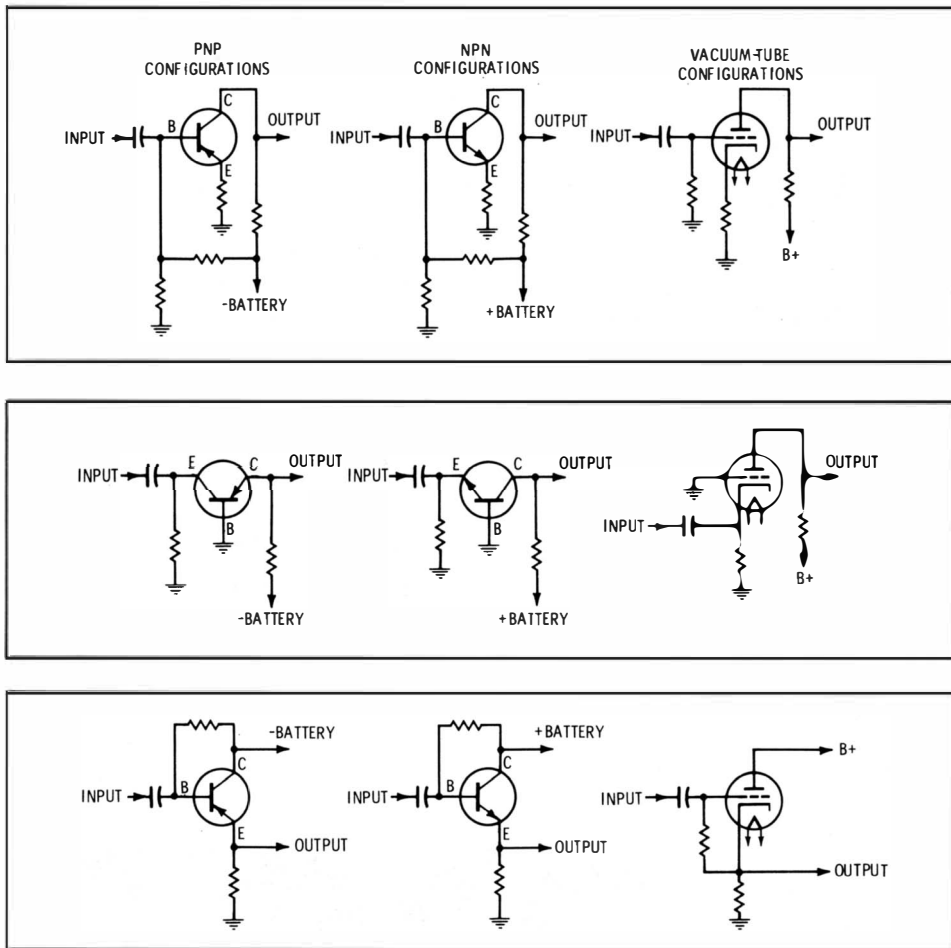 PNP
CONFIGURATIONS
NPN
CONFIGURATIONS
VACUUM-TUBE
CONFIGURATIONS
INPUT
B
C
E
OUTPUT
-BATTERY
INPUT
B
C
E
OUTPUT
+BATTERY
INPUT
OUTPUT
B+
INPUT
E
C
B
OUTPUT
-BATTERY
INPUT
E
C
B
OUTPUT
+BATTERY
INPUT
OUTPUT
B+
INPUT
B
C
E
-BATTERY
OUTPUT
INPUT
B
C
E
+BATTERY
OUTPUT
INPUT
B+
OUTPUT